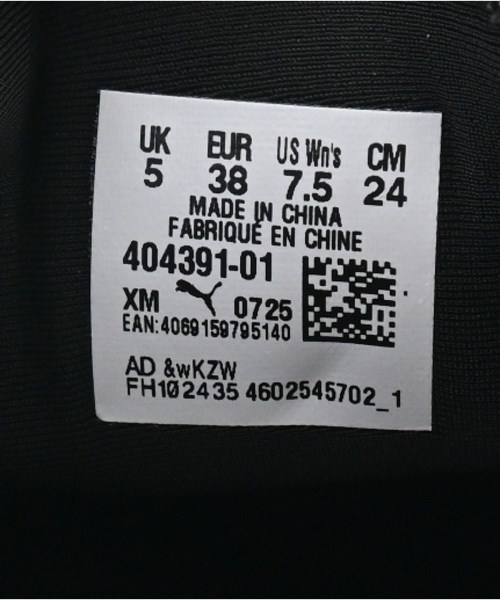 UK EUR US Wn's CM
5 38 7.5 24
MADE IN CHINA
FABRIQUÉ EN CHINE
404391-01
XM 0725
EAN:4069159795140
AD &wKZW
FH102435 4602545702_1